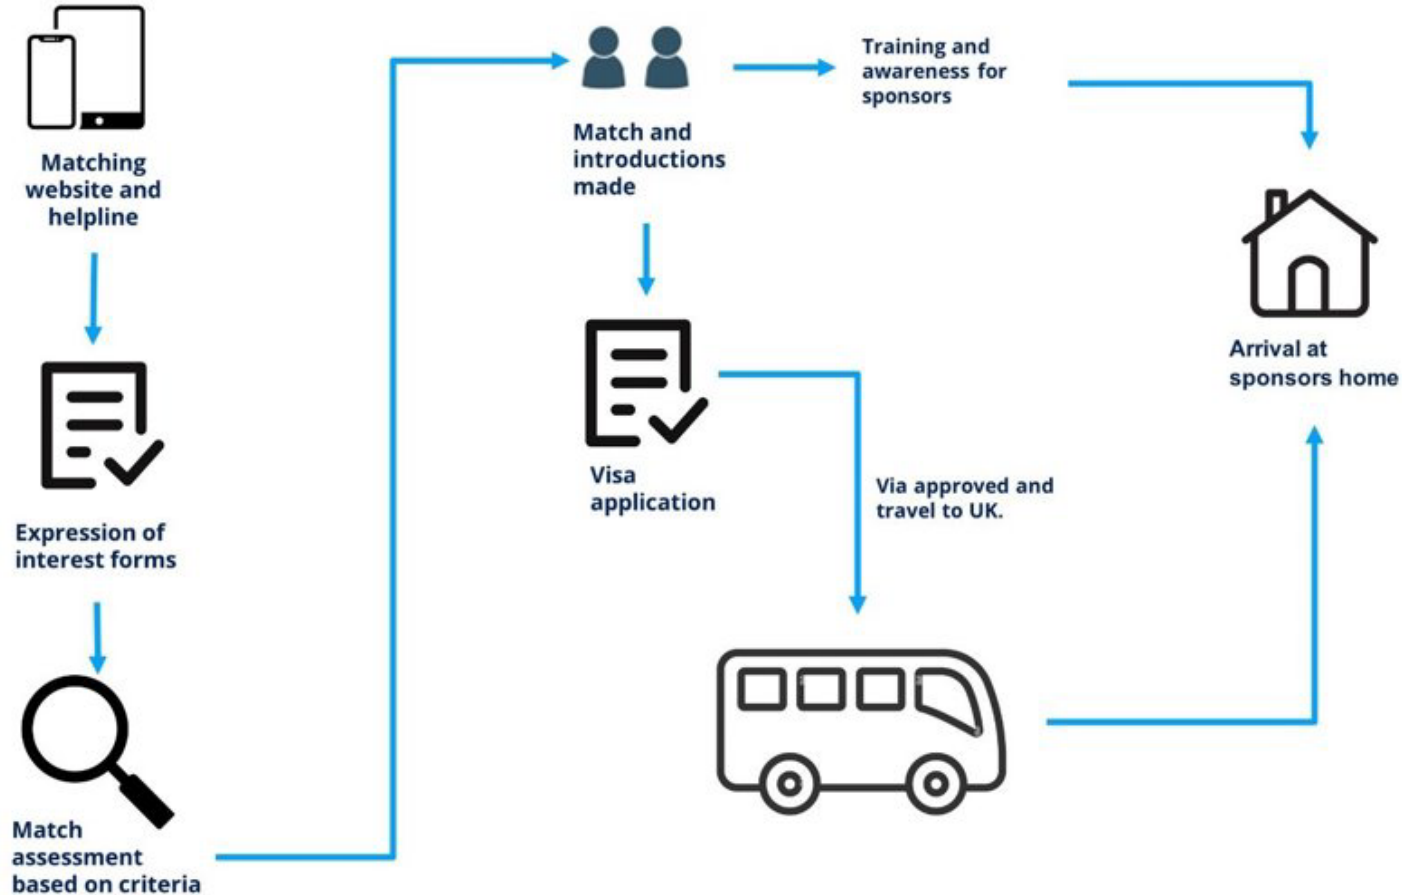 Matching
website and
helpline
Expression of
interest forms
Match
assessment
based on criteria
Match and
introductions
made
Training and
awareness for
sponsors
Visa
application
Via approved and
travel to UK.
Arrival at
sponsors home